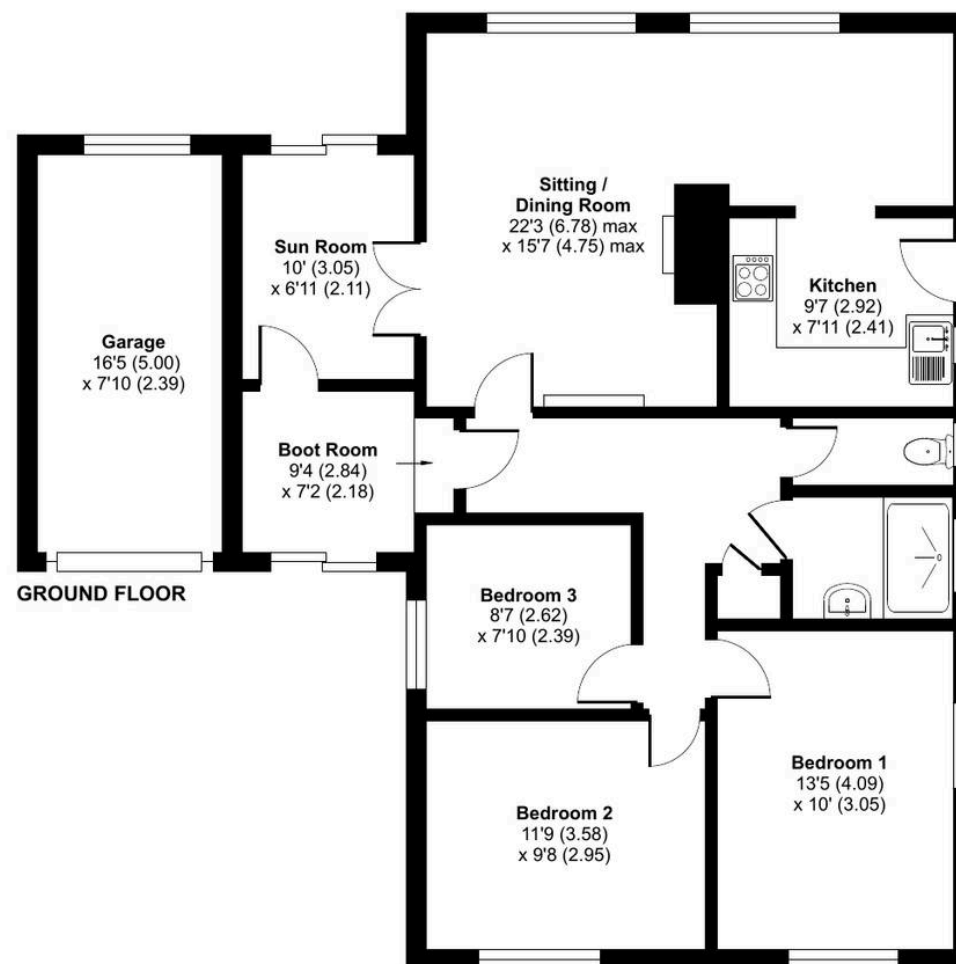 Sitting /
Dining Room
22'3 (6.78) max
x 15'7 (4.75) max
Sun Room
10' (3.05)
x 6'11 (2.11)
Kitchen
9'7 (2.92)
x 7'11 (2.41)
Garage
16'5 (5.00)
x 7'10 (2.39)
Boot Room
9'4 (2.84)
x 7'2 (2.18)
GROUND FLOOR
Bedroom 3
8'7 (2.62)
x 7'10 (2.39)
Bedroom 1
13'5 (4.09)
x 10' (3.05)
Bedroom 2
11'9 (3.58)
x 9'8 (2.95)